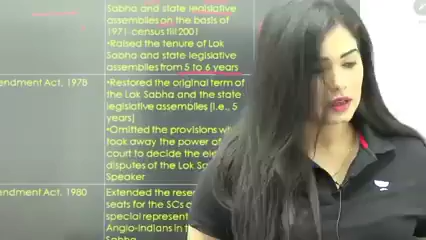 Sabha and state legislative
assemblies on the basis of
1971 census till 2001
•Raised the tenure of Lok
Sabha and state legislative
assemblies from 5 to 6 years
endment Act, 1978
•Restored the original term of
the Lok Sabha and the state
legislative assemblies [i.e., 5
years]
•Omitted the provisions w
took away the power of
court to decide the ele
disputes of the Lok Sa
Speaker
endment Act, 1980
Extended the rese
seats for the SCs a
special represent
Anglo-Indians in t